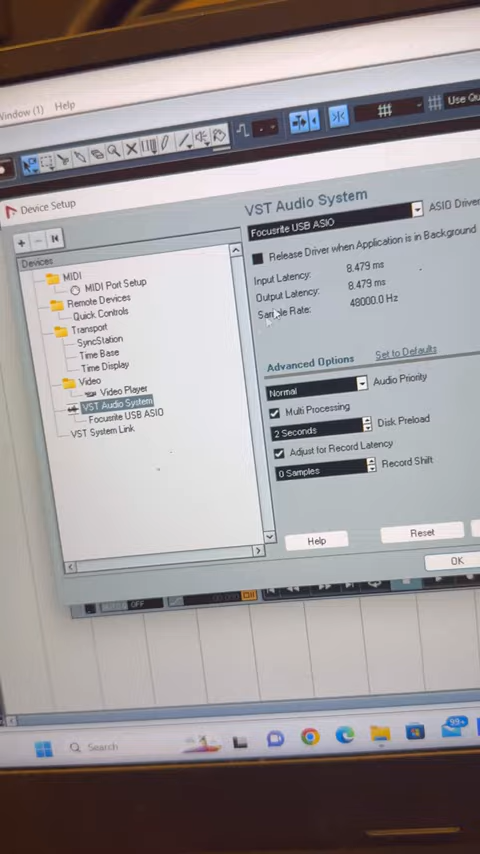 Window (1) Help
Use Qu
Device Setup
Devices
MIDI
MIDI Port Setup
Remote Devices
Quick Controls
Transport
SyncStation
Time Base
Time Display
Video
Video Player
VST Audio System
Focusrite USB ASIO
VST System Link
VST Audio System
Focusrite USB ASIO
ASIO Driver
Release Driver when Application is in Background
Input Latency: 8.479 ms
Output Latency: 8.479 ms
Sample Rate: 48000.0 Hz
Advanced Options Set to Defaults
Normal Audio Priority
Multi Processing
2 Seconds Disk Preload
Adjust for Record Latency
0 Samples Record Shift
Help Reset
OK
OFF
Search
99+